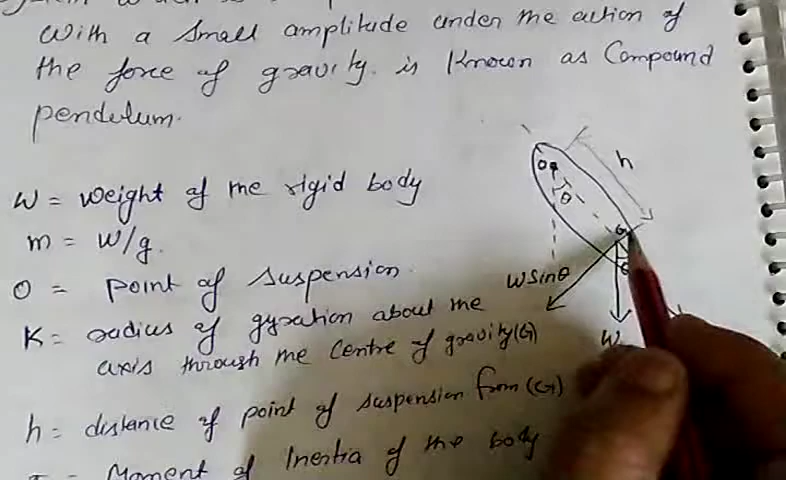 with a small amplitude under the action of
the force of gravity. is known as Compound
pendulum.
h
O
θ
W = weight of the rigid body
m = W/g.
G
θ
O = point of suspension.
W sinθ
K = radius of gyration about the
axis through the centre of gravity(G)
W
h = distance of point of suspension from (G)
Moment of Inertia of the body